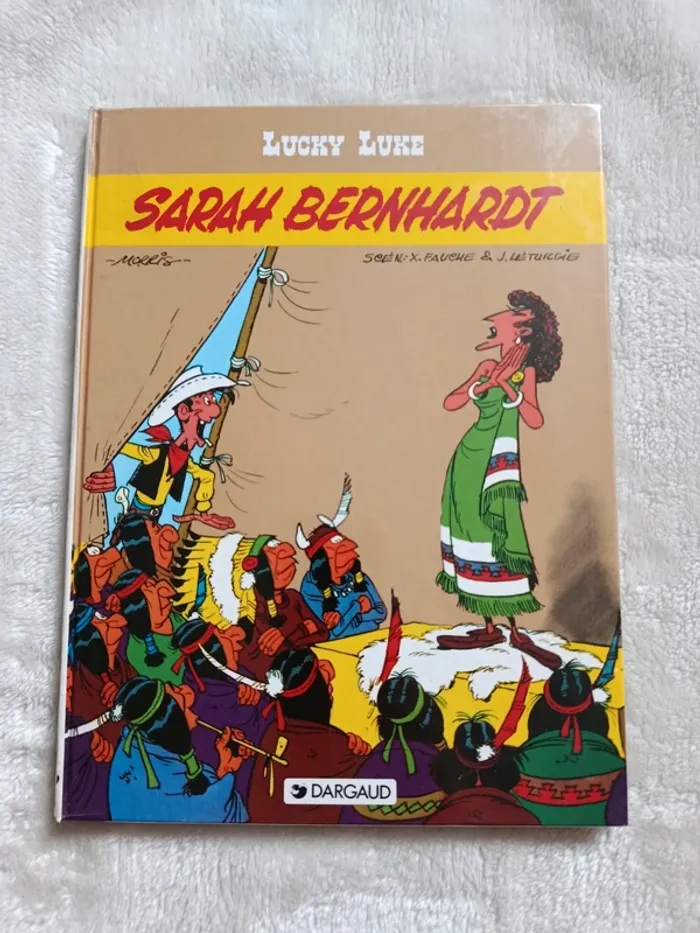 LUCKY LUKE
SARAH BERNHARDT
-MORRIS-
SCÉN.: X. FAUCHE & J. LÉTURGIE
DARGAUD